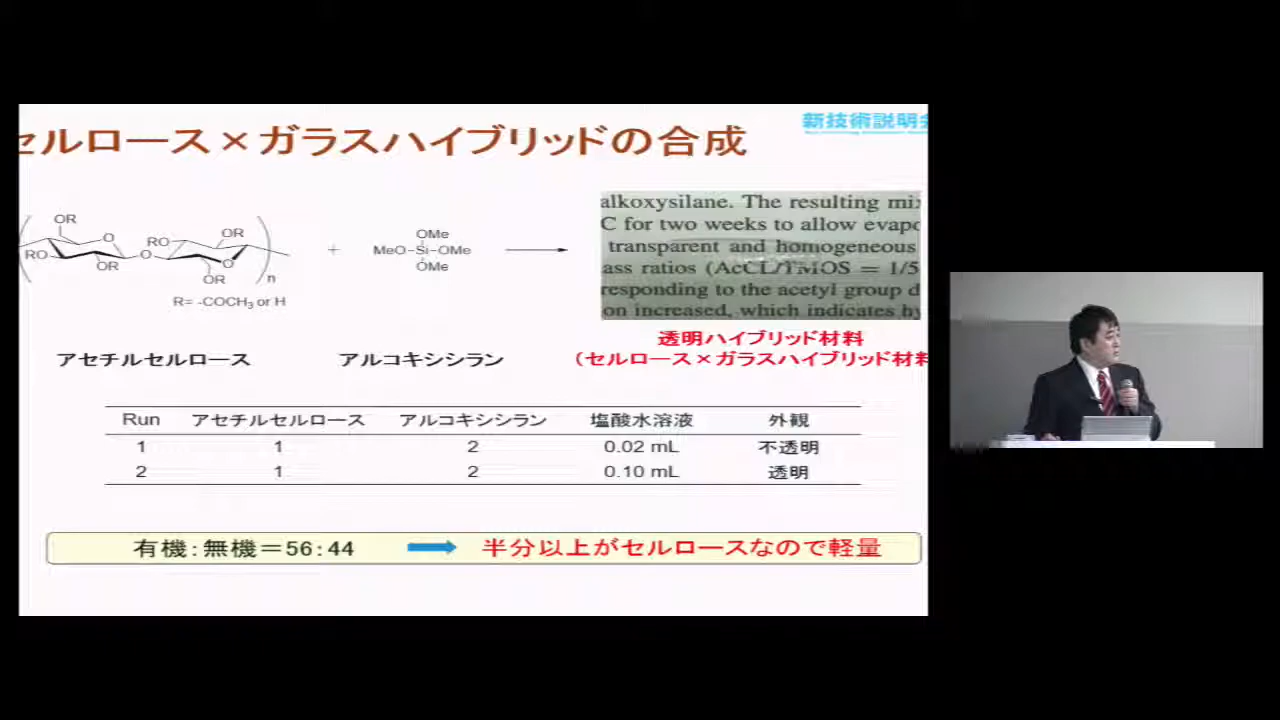 セルロース×ガラスハイブリッドの合成
新技術説明会
OR
OR
RO
O
RO
O
O
RO
OR
OR
n
R= -COCH3 or H
+
OMe
MeO-Si-OMe
OMe
alkoxysilane. The resulting mi
C for two weeks to allow evapo
transparent and homogeneous
ass ratios (AcCL/TMOS = 1/5
responding to the acetyl group d
on increased, which indicates hy
アセチルセルロース
アルコキシシラン
透明ハイブリッド材料
(セルロース×ガラスハイブリッド材料
Run アセチルセルロース アルコキシシラン 塩酸水溶液 外観
1 1 2 0.02 mL 不透明
2 1 2 0.10 mL 透明
有機:無機=56:44 半分以上がセルロースなので軽量